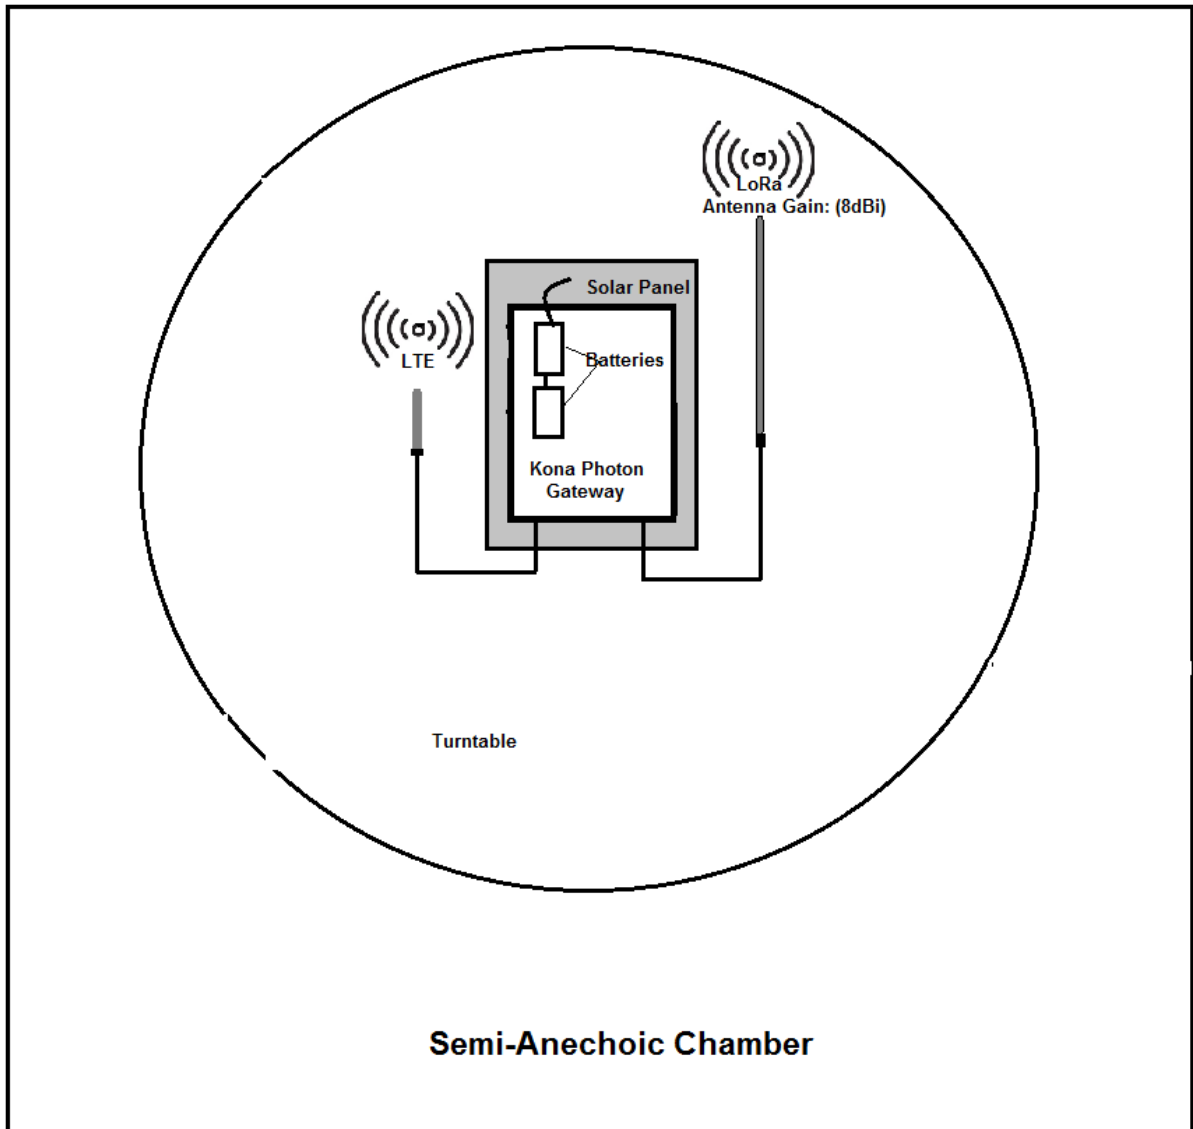 LoRa
Antenna Gain: (8dBi)
Solar Panel
LTE
Batteries
Kona Photon
Gateway
Turntable
Semi-Anechoic Chamber